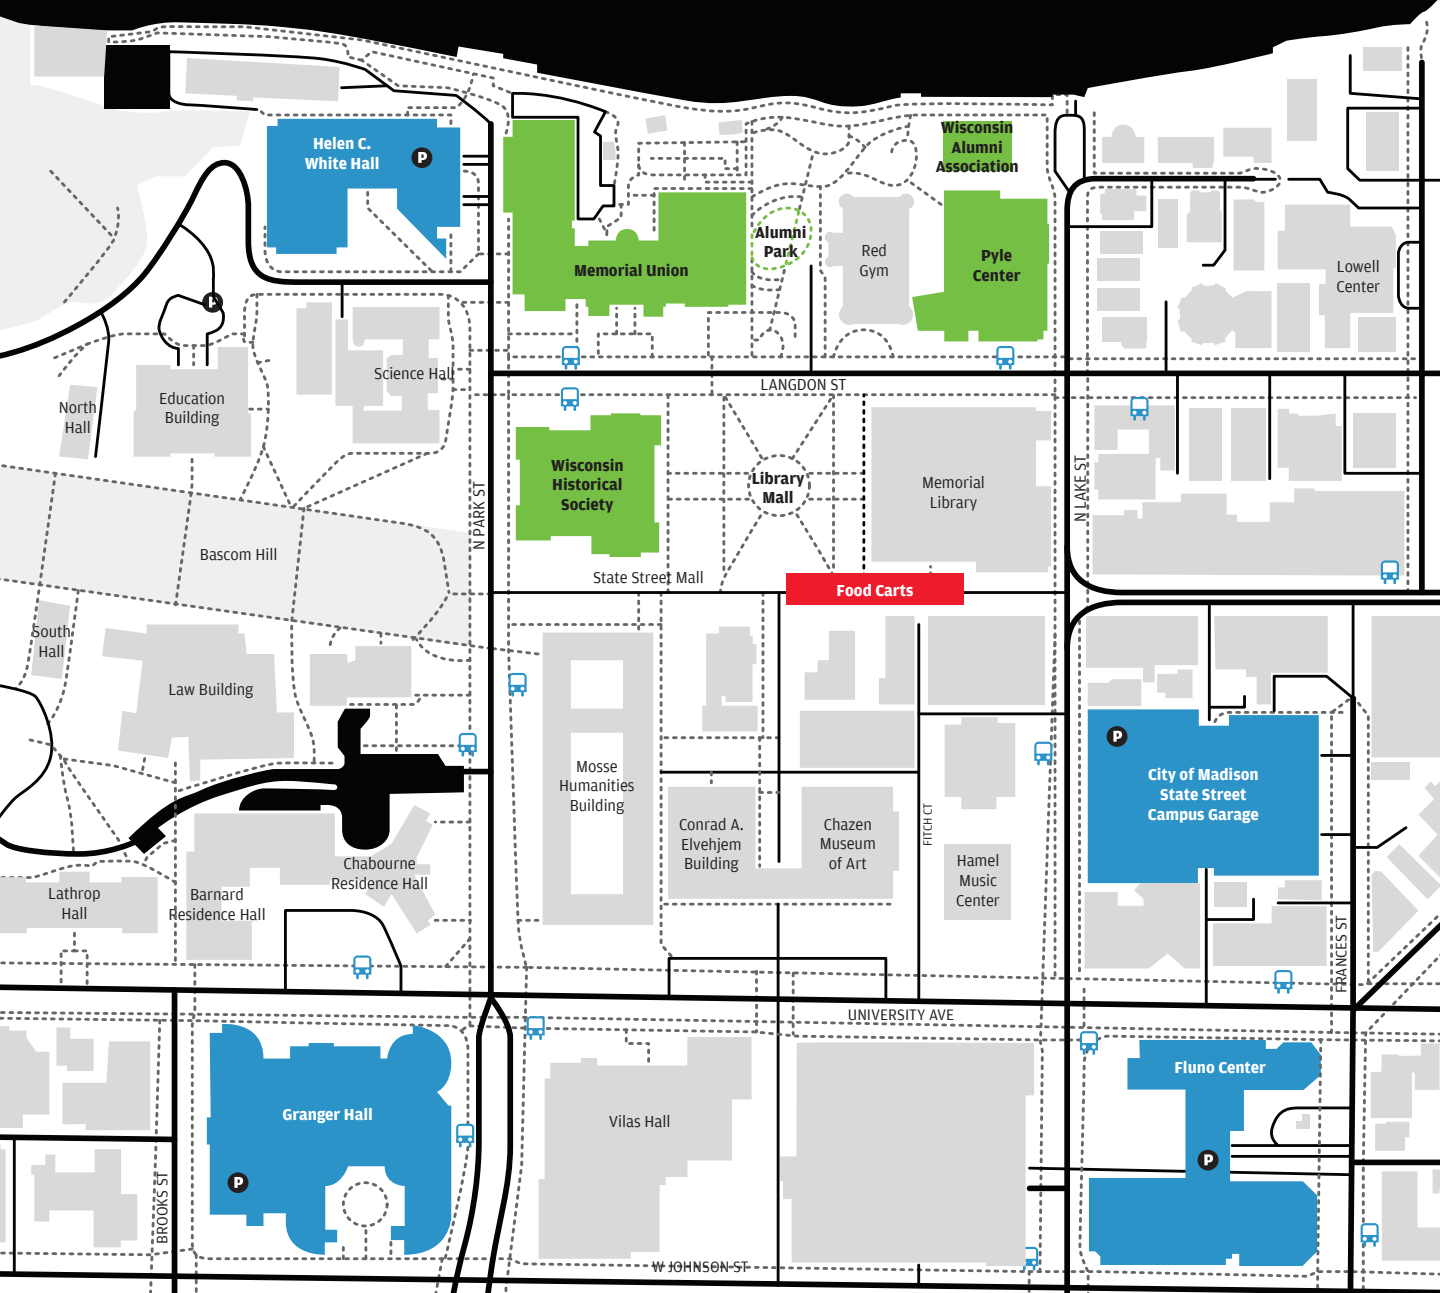 Helen C.
White Hall
P
Wisconsin
Alumni
Association
Alumni
Park
Memorial Union
Red
Gym
Pyle
Center
Lowell
Center
P
Science Hall
LANGDON ST
North
Hall
Education
Building
Wisconsin
Historical
Society
Library
Mall
Memorial
Library
N PARK ST
N LAKE ST
Bascom Hill
State Street Mall
Food Carts
South
Hall
Law Building
P
City of Madison
State Street
Campus Garage
Mosse
Humanities
Building
Conrad A.
Elvehjem
Building
Chazen
Museum
of Art
FITCH CT
Hamel
Music
Center
Chabourne
Residence Hall
Lathrop
Hall
Barnard
Residence Hall
FRANCES ST
UNIVERSITY AVE
Fluno Center
Granger Hall
Vilas Hall
P
P
BROOKS ST
W JOHNSON ST